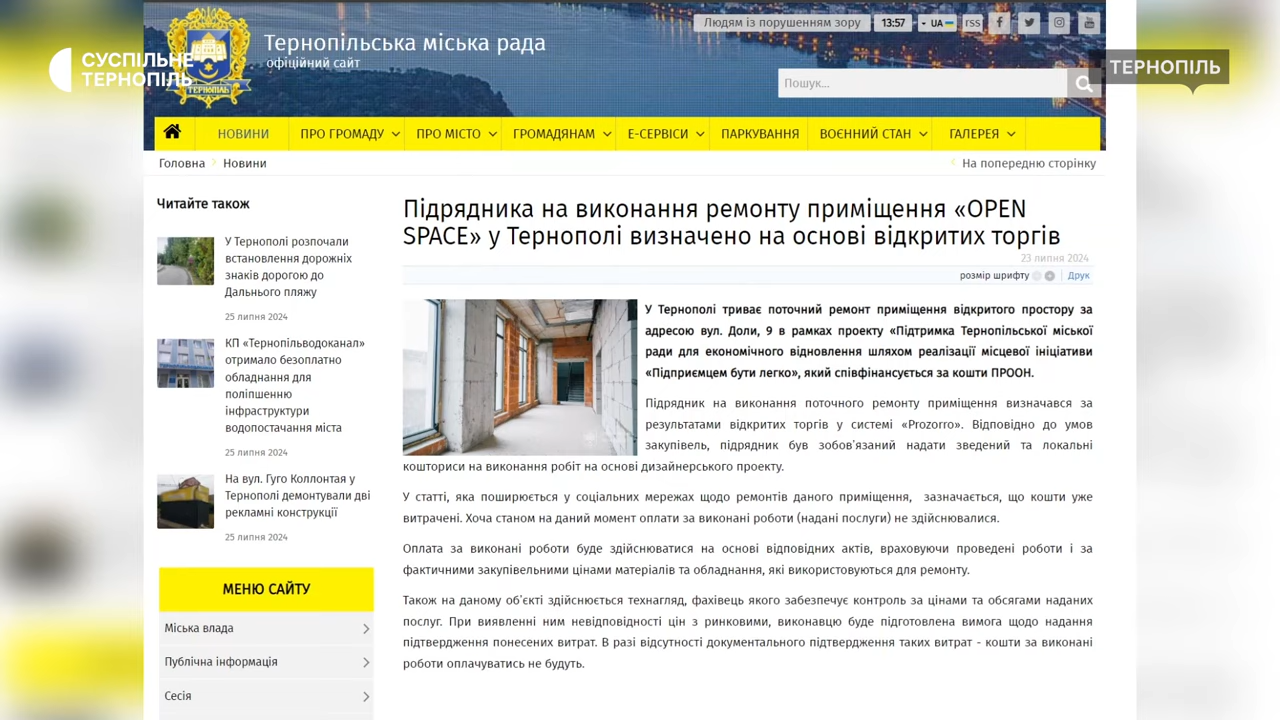 СУСПІЛЬНЕ
ТЕРНОПІЛЬ
ТЕРНОПІЛЬ
Тернопільська міська рада
офіційний сайт
Людям із порушенням зору 13:57 UA rss
ТЕРНОПІЛЬ
Пошук...
НОВИНИ ПРО ГРОМАДУ ПРО МІСТО ГРОМАДЯНАМ Е-СЕРВІСИ ПАРКУВАННЯ ВОЄННИЙ СТАН ГАЛЕРЕЯ
Головна Новини На попередню сторінку
Читайте також
У Тернополі розпочали
встановлення дорожніх
знаків дорогою до
Дальнього пляжу
25 липня 2024
КП «Тернопільводоканал»
отримало безоплатно
обладнання для
поліпшенню
інфраструктури
водопостачання міста
25 липня 2024
На вул. Гуго Коллонтая у
Тернополі демонтували дві
рекламні конструкції
25 липня 2024
МЕНЮ САЙТУ
Міська влада
Публічна інформація
Сесія
Підрядника на виконання ремонту приміщення «OPEN
SPACE» у Тернополі визначено на основі відкритих торгів
23 липня 2024
розмір шрифту Друк
У Тернополі триває поточний ремонт приміщення відкритого простору за
адресою вул. Доли, 9 в рамках проекту «Підтримка Тернопільської міської
ради для економічного відновлення шляхом реалізації місцевої ініціативи
«Підприємцем бути легко», який співфінансується за кошти ПРООН.
Підрядник на виконання поточного ремонту приміщення визначався за
результатами відкритих торгів у системі «Prozorro». Відповідно до умов
закупівель, підрядник був зобов'язаний надати зведений та локальні
кошториси на виконання робіт на основі дизайнерського проекту.
У статті, яка поширюється у соціальних мережах щодо ремонтів даного приміщення, зазначається, що кошти уже
витрачені. Хоча станом на даний момент оплати за виконані роботи (надані послуги) не здійснювалися.
Оплата за виконані роботи буде здійснюватися на основі відповідних актів, враховуючи проведені роботи і за
фактичними закупівельними цінами матеріалів та обладнання, які використовуються для ремонту.
Також на даному об'єкті здійснюється технагляд, фахівець якого забезпечує контроль за цінами та обсягами наданих
послуг. При виявленні ним невідповідності цін з ринковими, виконавцю буде підготовлена вимога щодо надання
підтвердження понесених витрат. В разі відсутності документального підтвердження таких витрат - кошти за виконані
роботи оплачуватись не будуть.